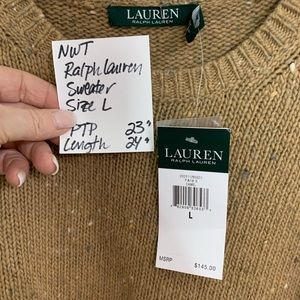 LAUREN
RALPH LAUREN
L
NWT
Ralph Lauren
Sweater
Size L
PTP 23"
Length 24"
LAUREN
RALPH LAUREN
L
MSRP $145.00